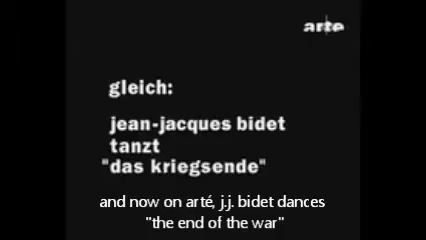 arte
gleich:
jean-jacques bidet
tanzt
"das kriegsende"
and now on arté, j.j. bidet dances
"the end of the war"